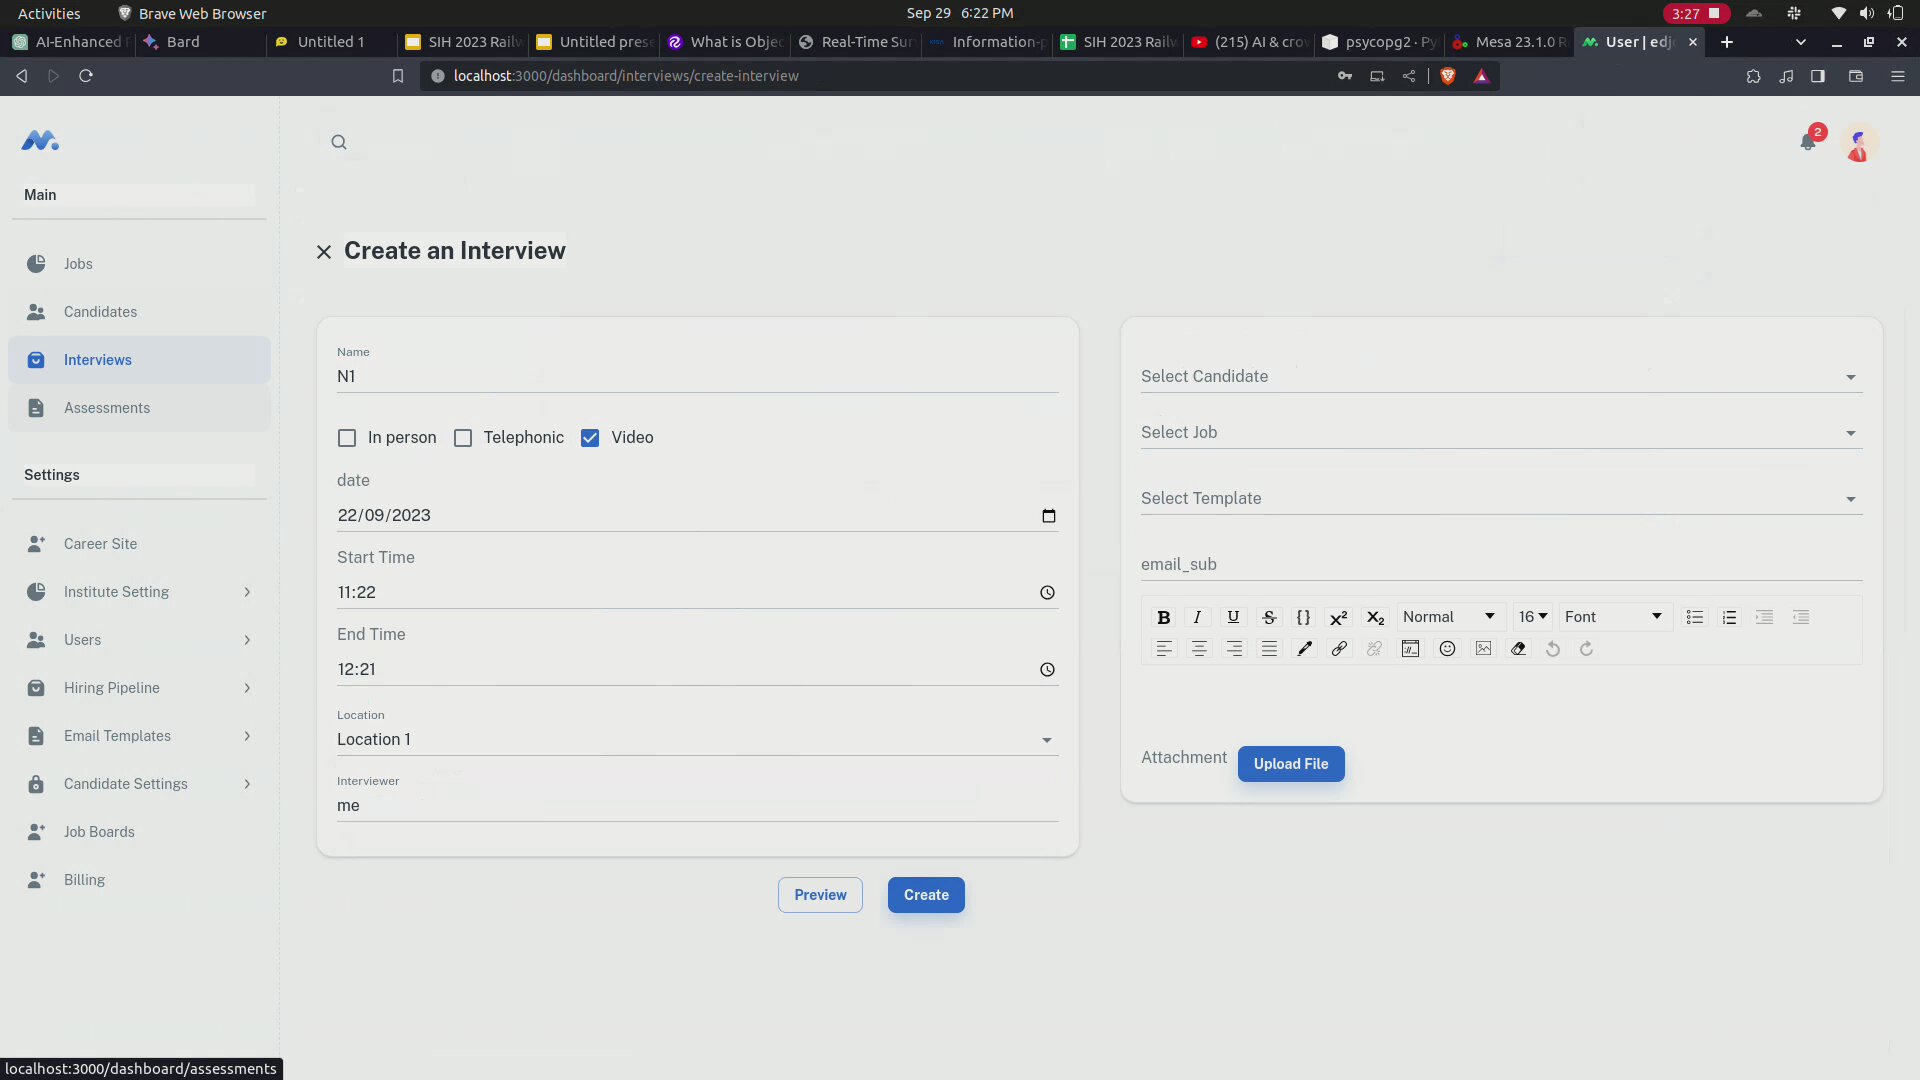 Activities
Brave Web Browser
Sep 29 6:22 PM
3:27
AI-Enhanced
Bard
Untitled 1
SIH 2023 Railw
Untitled prese
What is Objec
Real-Time Sur
Information-p
SIH 2023 Railw
(215) AI & crov
psycopg2 · Py
Mesa 23.1.0 R
User | edjo
localhost:3000/dashboard/interviews/create-interview
2
Main
Jobs
Candidates
Interviews
Assessments
Settings
Career Site
Institute Setting
Users
Hiring Pipeline
Email Templates
Candidate Settings
Job Boards
Billing
Create an Interview
Name
N1
In person
Telephonic
Video
date
22/09/2023
Start Time
11:22
End Time
12:21
Location
Location 1
Interviewer
me
Select Candidate
Select Job
Select Template
email_sub
Normal
16
Font
Attachment
Upload File
Preview
Create
localhost:3000/dashboard/assessments